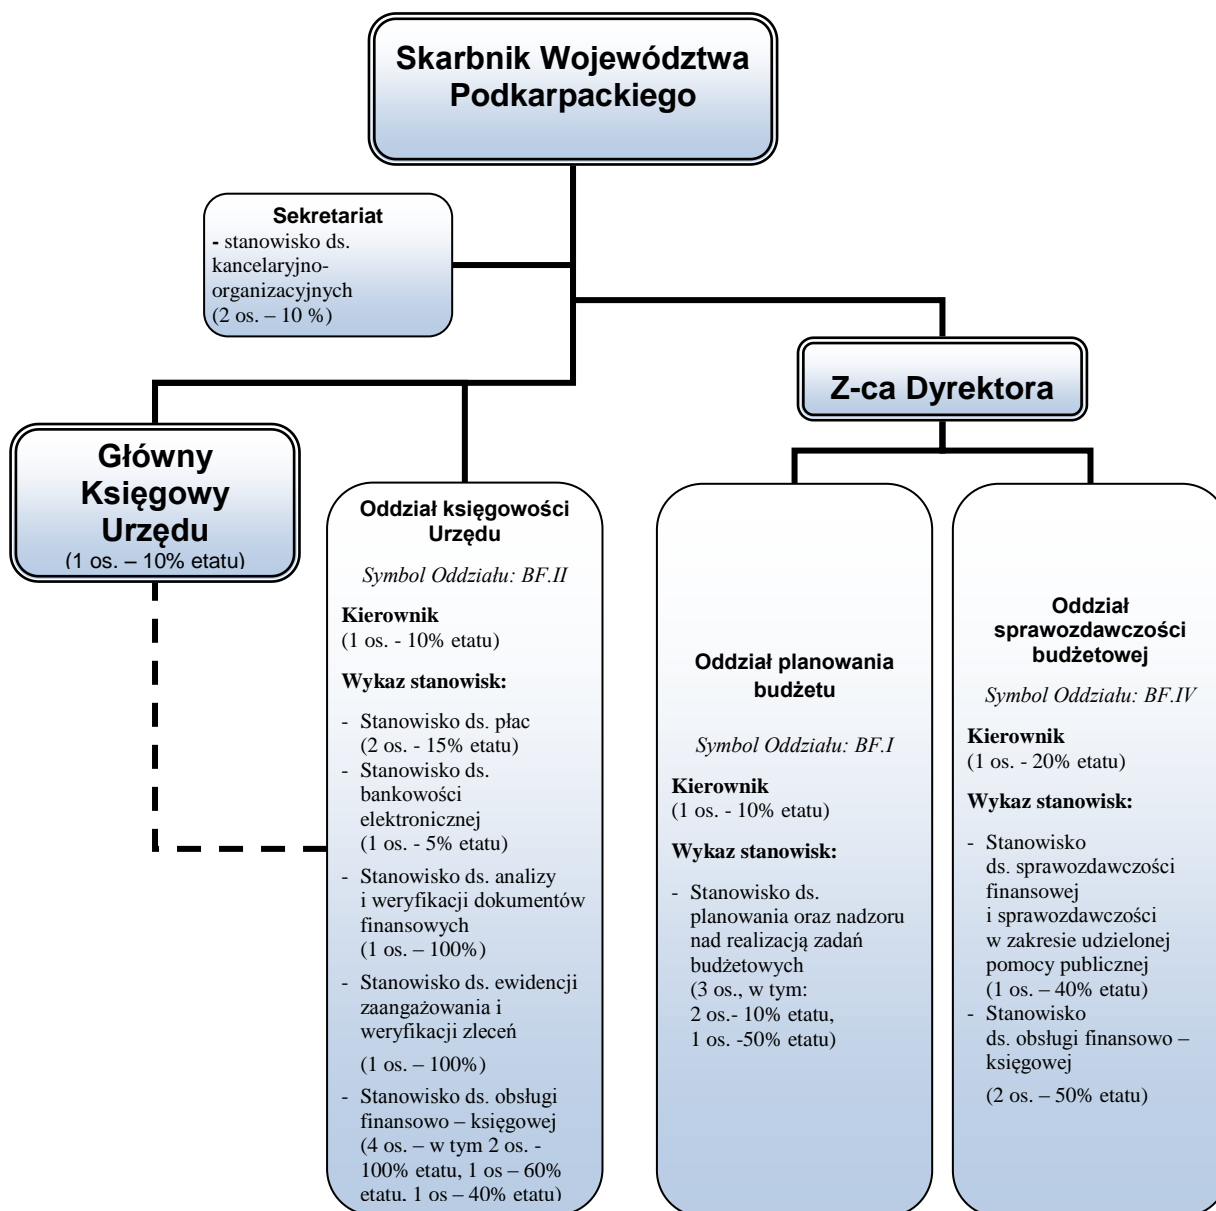 Skarbnik Województwa
Podkarpackiego
Sekretariat
- stanowisko ds.
kancelaryjno-
organizacyjnych
(2 os. – 10 %)
Z-ca Dyrektora
Główny
Księgowy
Urzędu
(1 os. – 10% etatu)
Oddział księgowości
Urzędu
Symbol Oddziału: BF.II
Kierownik
(1 os. - 10% etatu)
Wykaz stanowisk:
- Stanowisko ds. płac
(2 os. - 15% etatu)
- Stanowisko ds.
bankowości
elektronicznej
(1 os. - 5% etatu)
- Stanowisko ds. analizy
i weryfikacji dokumentów
finansowych
(1 os. – 100%)
- Stanowisko ds. ewidencji
zaangażowania i
weryfikacji zleceń
(1 os. – 100%)
- Stanowisko ds. obsługi
finansowo – księgowej
(4 os. – w tym 2 os. -
100% etatu, 1 os – 60%
etatu, 1 os – 40% etatu)
Oddział planowania
budżetu
Symbol Oddziału: BF.I
Kierownik
(1 os. - 10% etatu)
Wykaz stanowisk:
- Stanowisko ds.
planowania oraz nadzoru
nad realizacją zadań
budżetowych
(3 os., w tym:
2 os.- 10% etatu,
1 os. -50% etatu)
Oddział
sprawozdawczości
budżetowej
Symbol Oddziału: BF.IV
Kierownik
(1 os. - 20% etatu)
Wykaz stanowisk:
- Stanowisko
ds. sprawozdawczości
finansowej
i sprawozdawczości
w zakresie udzielonej
pomocy publicznej
(1 os. – 40% etatu)
- Stanowisko
ds. obsługi finansowo –
księgowej
(2 os. – 50% etatu)